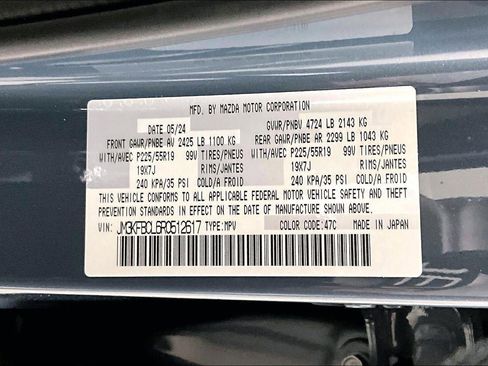 MFD. BY MAZDA MOTOR CORPORATION
DATE 05/24 GVWR/PNBV 4724 LB 2143 KG
FRONT GAWR/PNBE AV 2425 LB 1100 KG REAR GAWR/PNBE AR 2299 LB 1043 KG
WITH/AVEC P225/55R19 99V TIRES/PNEUS WITH/AVEC P225/55R19 99V TIRES/PNEUS
19X7J RIMS/JANTES 19X7J RIMS/JANTES
240 KPA/35 PSI COLD/A FROID 240 KPA/35 PSI COLD/A FROID
THIS VEHICLE CONFORMS TO ALL APPLICABLE FEDERAL MOTOR VEHICLE SAFETY AND THEFT
PREVENTION STANDARDS IN EFFECT ON THE DATE OF MANUFACTURE SHOWN ABOVE.
VIN: JM3KFBCL6R0512617 TYPE:MPV COLOR CODE:47C MADE IN JAPAN